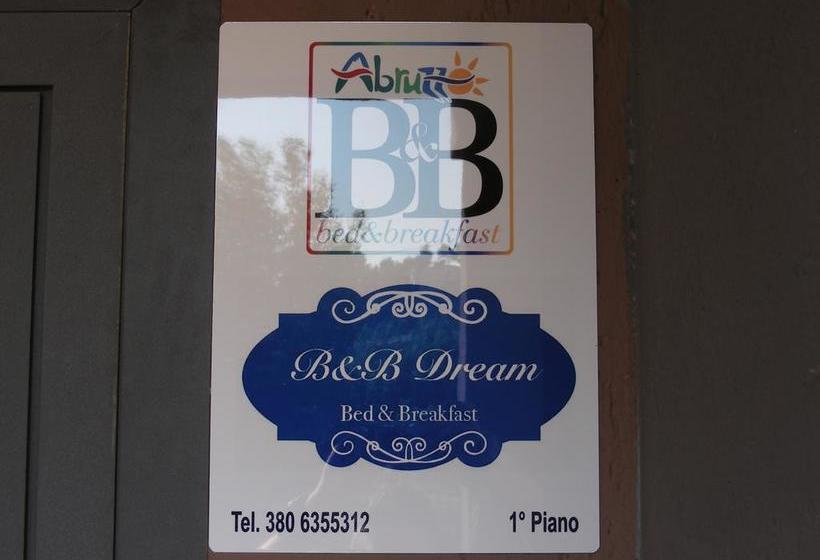 Abruzzo
B&B
bed&breakfast
B&B Dream
Bed & Breakfast
Tel. 380 6355312 1° Piano